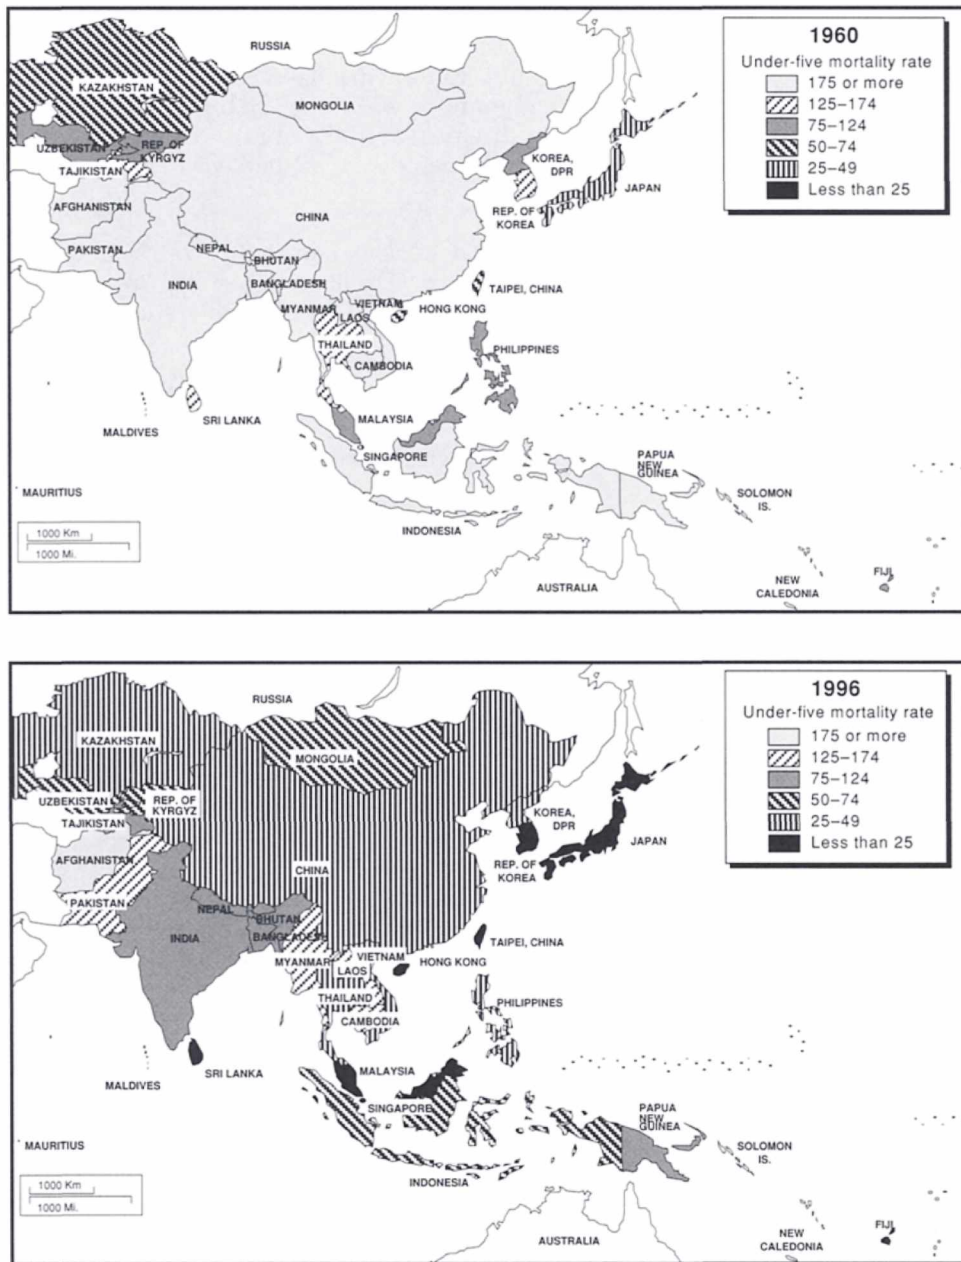 1960
Under-five mortality rate
175 or more
125–174
75–124
50–74
25–49
Less than 25
RUSSIA
KAZAKHSTAN
MONGOLIA
UZBEKISTAN
REP. OF
KYRGYZ
TAJIKISTAN
KOREA,
DPR
JAPAN
AFGHANISTAN
REP. OF
KOREA
CHINA
PAKISTAN
NEPAL
BHUTAN
INDIA
BANGLADESH
TAIPEI, CHINA
MYANMAR
VIETNAM
HONG KONG
LAOS
THAILAND
PHILIPPINES
CAMBODIA
MALDIVES
SRI LANKA
MALAYSIA
SINGAPORE
PAPUA
NEW
GUINEA
MAURITIUS
SOLOMON
IS.
INDONESIA
1000 Km
1000 Mi.
AUSTRALIA
NEW
CALEDONIA
FIJI
1996
Under-five mortality rate
175 or more
125–174
75–124
50–74
25–49
Less than 25
RUSSIA
KAZAKHSTAN
MONGOLIA
UZBEKISTAN
REP. OF
KYRGYZ
TAJIKISTAN
KOREA,
DPR
JAPAN
AFGHANISTAN
REP. OF
KOREA
CHINA
PAKISTAN
NEPAL
BHUTAN
INDIA
BANGLADESH
TAIPEI, CHINA
MYANMAR
VIETNAM
HONG KONG
LAOS
THAILAND
PHILIPPINES
CAMBODIA
MALDIVES
SRI LANKA
MALAYSIA
SINGAPORE
PAPUA
NEW
GUINEA
MAURITIUS
SOLOMON
IS.
INDONESIA
1000 Km
1000 Mi.
AUSTRALIA
NEW
CALEDONIA
FIJI